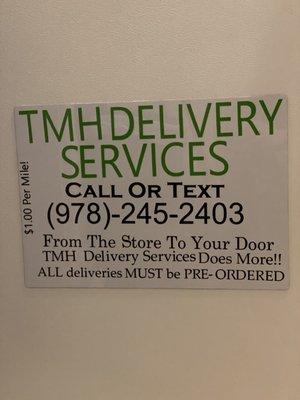 TMH DELIVERY
SERVICES
CALL OR TEXT
(978)-245-2403
$1.00 Per Mile!
From The Store To Your Door
TMH Delivery Services Does More!!
ALL deliveries MUST be PRE-ORDERED